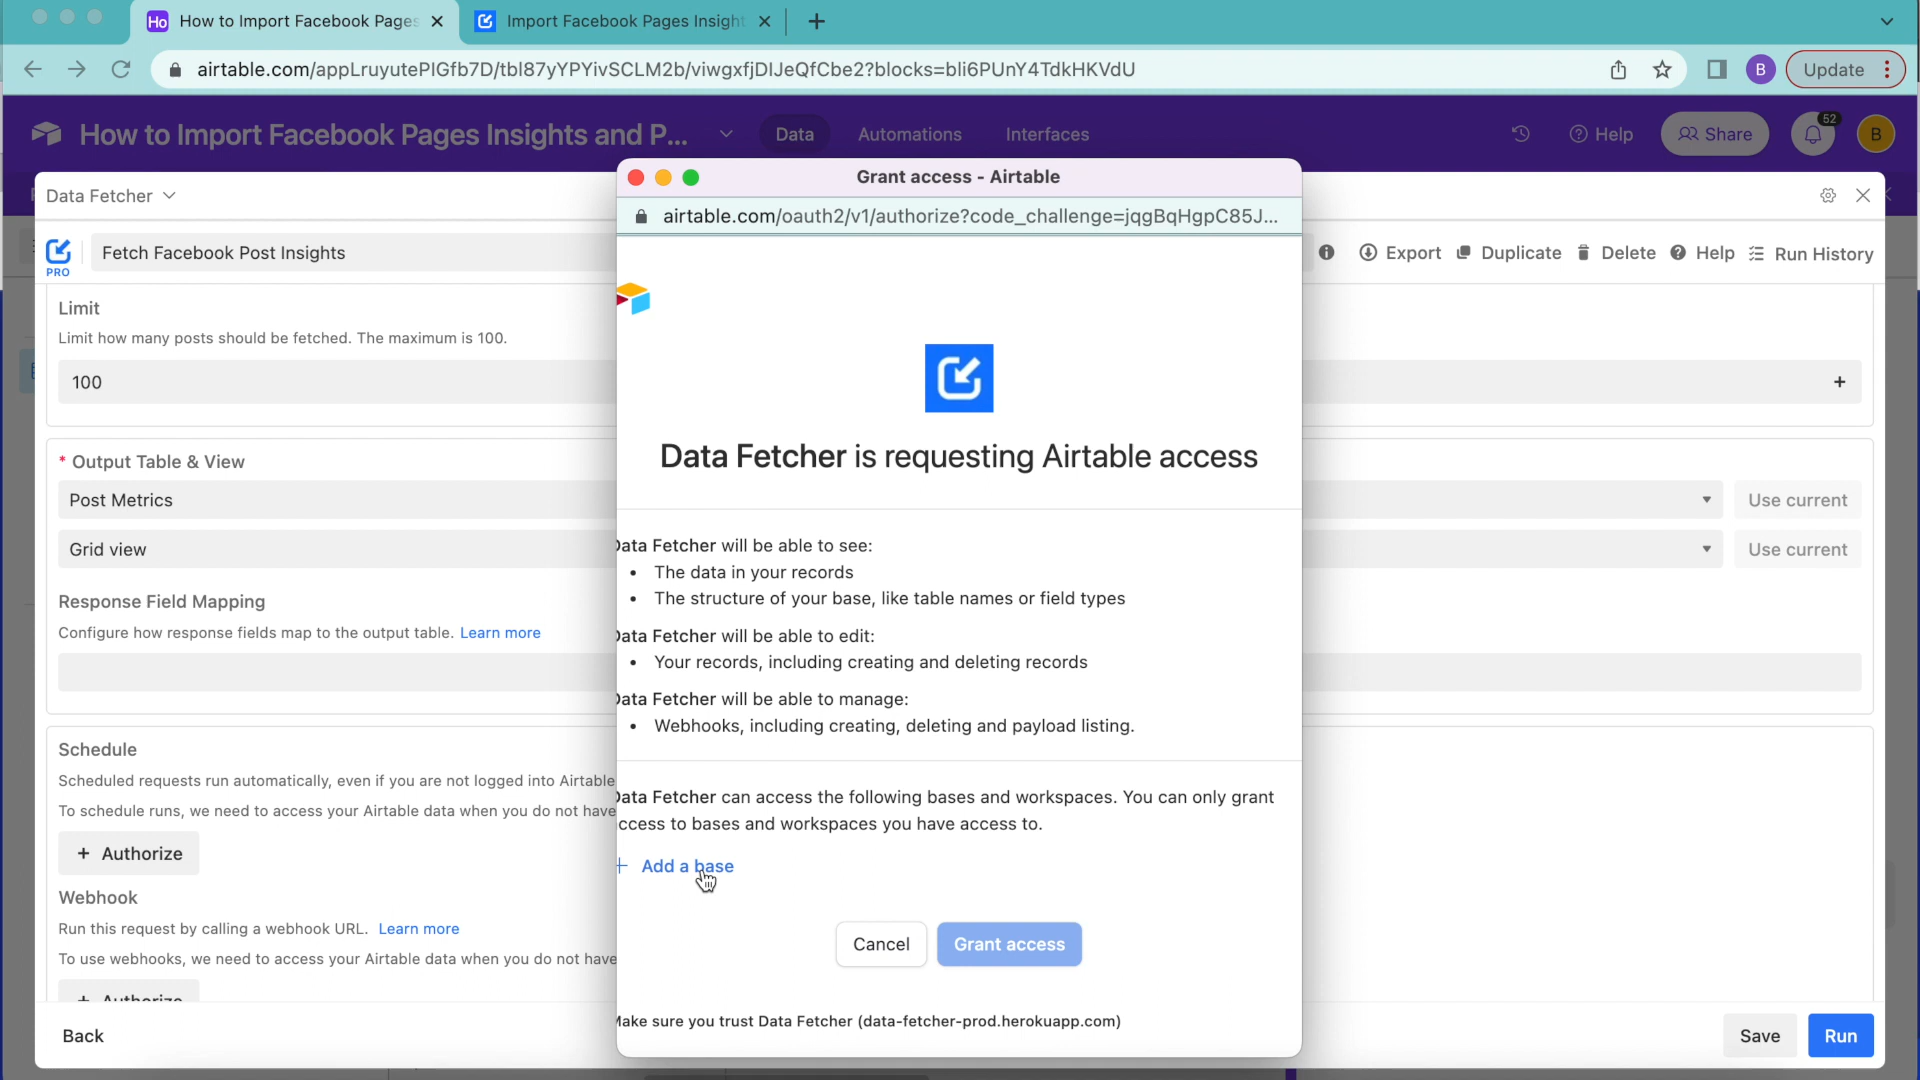 Ho How to Import Facebook Pages
Import Facebook Pages Insight
airtable.com/appLruyutePIGfb7D/tbl87yYPYivSCLM2b/viwgxfjDIJeQfCbe2?blocks=bli6PUnY4TdkHKVdU
B
Update
How to Import Facebook Pages Insights and P...
Data
Automations
Interfaces
Help
Share
52
B
Data Fetcher
PRO
Fetch Facebook Post Insights
Export
Duplicate
Delete
Help
Run History
Limit
Limit how many posts should be fetched. The maximum is 100.
100
* Output Table & View
Post Metrics
Use current
Grid view
Use current
Response Field Mapping
Configure how response fields map to the output table. Learn more
Schedule
Scheduled requests run automatically, even if you are not logged into Airtable
To schedule runs, we need to access your Airtable data when you do not have
+ Authorize
Webhook
Run this request by calling a webhook URL. Learn more
To use webhooks, we need to access your Airtable data when you do not have
+ Authorize
Back
Save
Run
Grant access - Airtable
airtable.com/oauth2/v1/authorize?code_challenge=jqgBqHgpC85J...
Data Fetcher is requesting Airtable access
Data Fetcher will be able to see:
• The data in your records
• The structure of your base, like table names or field types
Data Fetcher will be able to edit:
• Your records, including creating and deleting records
Data Fetcher will be able to manage:
• Webhooks, including creating, deleting and payload listing.
Data Fetcher can access the following bases and workspaces. You can only grant
access to bases and workspaces you have access to.
+ Add a base
Cancel
Grant access
Make sure you trust Data Fetcher (data-fetcher-prod.herokuapp.com)